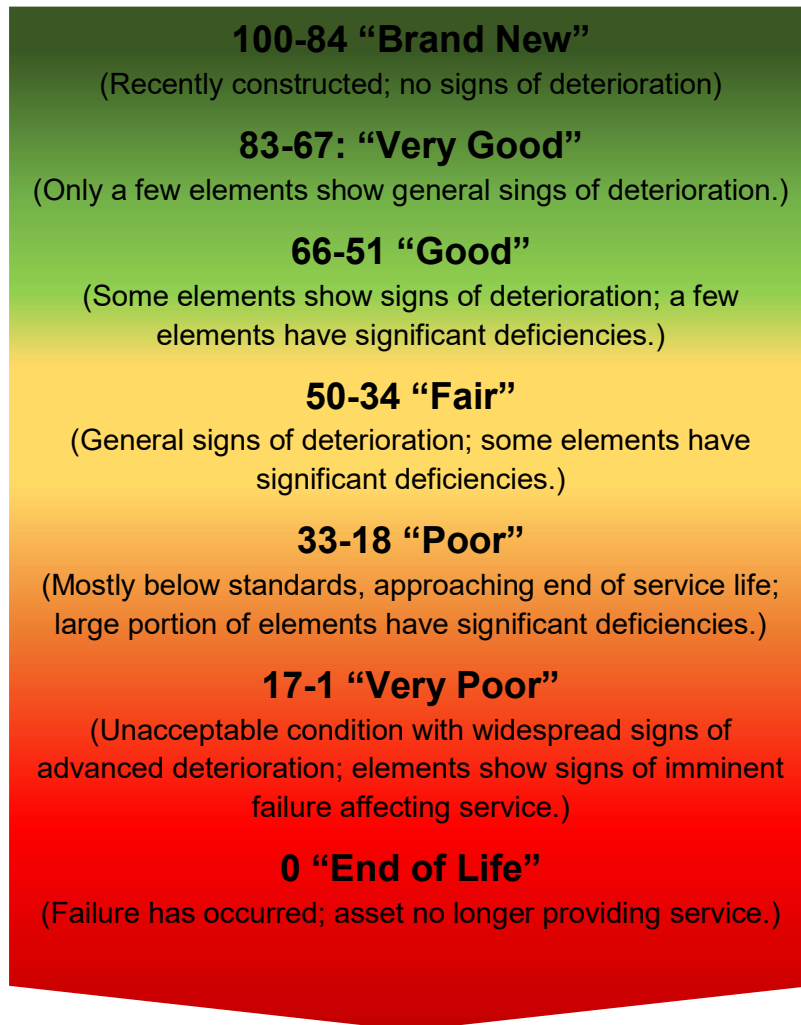 100-84 “Brand New”
(Recently constructed; no signs of deterioration)
83-67: “Very Good”
(Only a few elements show general sings of deterioration.)
66-51 “Good”
(Some elements show signs of deterioration; a few
elements have significant deficiencies.)
50-34 “Fair”
(General signs of deterioration; some elements have
significant deficiencies.)
33-18 “Poor”
(Mostly below standards, approaching end of service life;
large portion of elements have significant deficiencies.)
17-1 “Very Poor”
(Unacceptable condition with widespread signs of
advanced deterioration; elements show signs of imminent
failure affecting service.)
0 “End of Life”
(Failure has occurred; asset no longer providing service.)